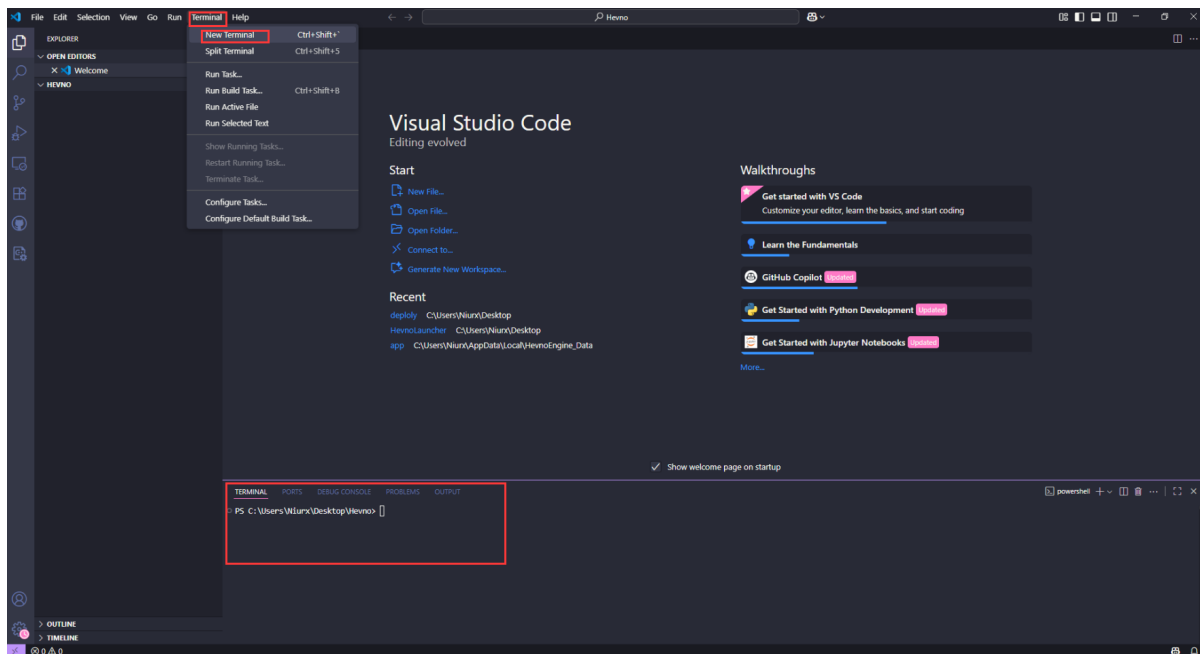 File Edit Selection View Go Run Terminal Help
Hevno
EXPLORER
OPEN EDITORS
Welcome
HEVNO
New Terminal Ctrl+Shift+`
Split Terminal Ctrl+Shift+5
Run Task...
Run Build Task... Ctrl+Shift+B
Run Active File
Run Selected Text
Show Running Tasks...
Restart Running Task...
Terminate Task...
Configure Tasks...
Configure Default Build Task...
Visual Studio Code
Editing evolved
Start
New File...
Open File...
Open Folder...
Connect to...
Generate New Workspace...
Recent
deploly C:\Users\Niurx\Desktop
HevnoLauncher C:\Users\Niurx\Desktop
app C:\Users\Niurx\AppData\Local\HevnoEngine_Data
Walkthroughs
Get started with VS Code
Customize your editor, learn the basics, and start coding
Learn the Fundamentals
GitHub Copilot Updated
Get Started with Python Development Updated
Get Started with Jupyter Notebooks Updated
More...
Show welcome page on startup
TERMINAL PORTS DEBUG CONSOLE PROBLEMS OUTPUT
powershell
PS C:\Users\Niurx\Desktop\Hevno>
OUTLINE
TIMELINE
0 0